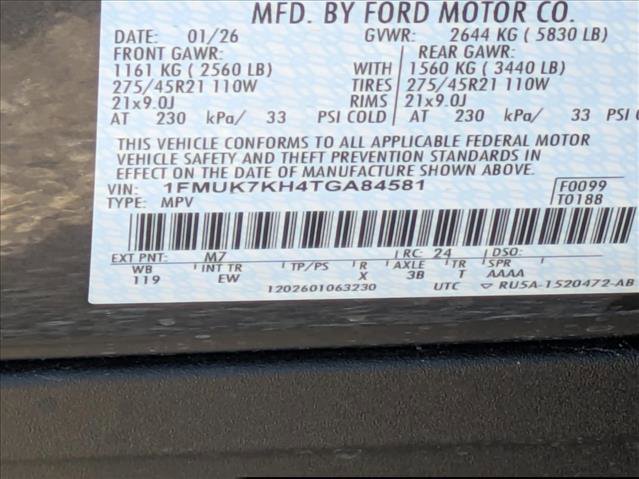 MFD. BY FORD MOTOR CO.
DATE: 01/26 GVWR: 2644 KG ( 5830 LB)
FRONT GAWR: REAR GAWR:
1161 KG ( 2560 LB) WITH 1560 KG ( 3440 LB)
275/45R21 110W TIRES 275/45R21 110W
21x9.0J RIMS 21x9.0J
AT 230 kPa/ 33 PSI COLD AT 230 kPa/ 33 PSI
THIS VEHICLE CONFORMS TO ALL APPLICABLE FEDERAL MOTOR
VEHICLE SAFETY AND THEFT PREVENTION STANDARDS IN
EFFECT ON THE DATE OF MANUFACTURE SHOWN ABOVE.
VIN: 1FMUK7KH4TGA84581 F0099
TYPE: MPV T0188
EXT PNT: M7 RC: 24 DSO:
WB INT TR TP/PS R AXLE TR SPR
119 EW X 3B T AAAA
1202601063230 UTC ▽ RU5A-1520472-AB